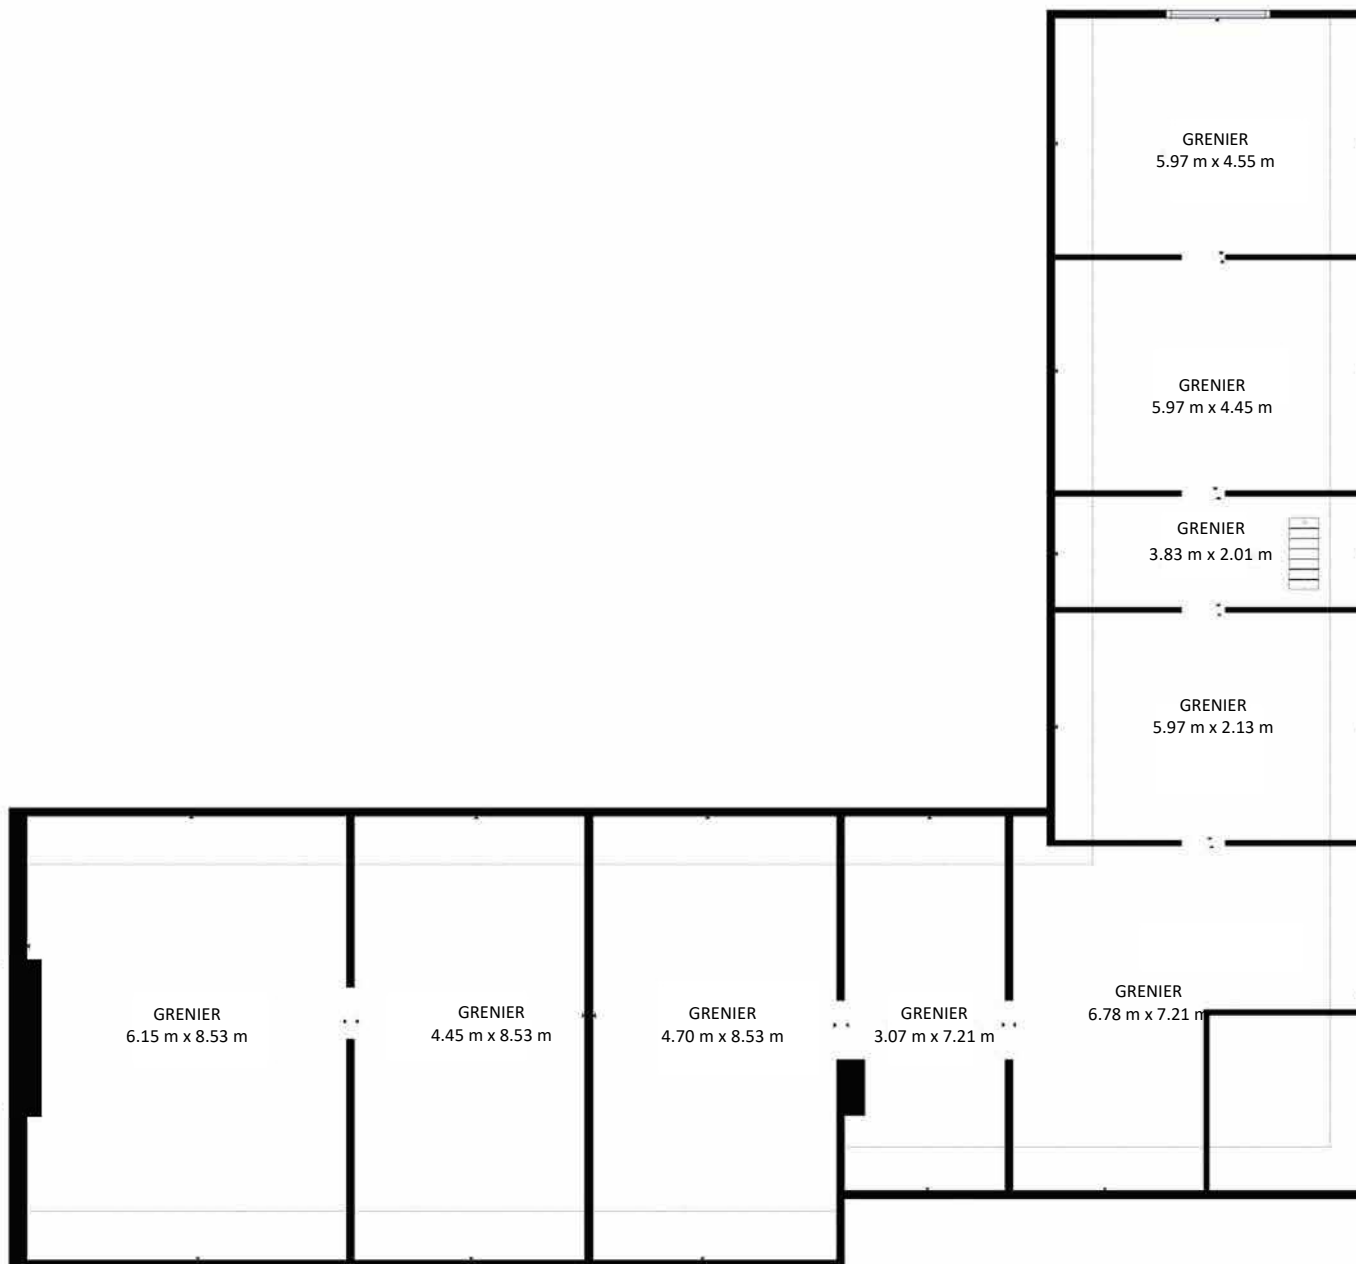 GRENIER
5.97 m x 4.55 m
GRENIER
5.97 m x 4.45 m
GRENIER
3.83 m x 2.01 m
GRENIER
5.97 m x 2.13 m
GRENIER
6.15 m x 8.53 m
GRENIER
4.45 m x 8.53 m
GRENIER
4.70 m x 8.53 m
GRENIER
3.07 m x 7.21 m
GRENIER
6.78 m x 7.21 m